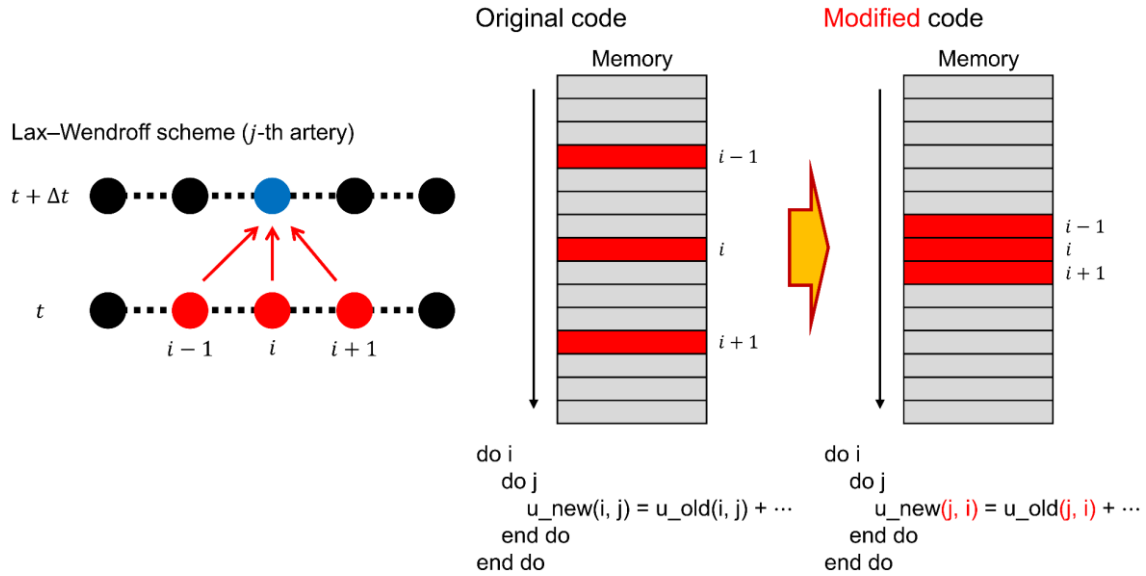 Original code
Modified code
Memory
Memory
Lax–Wendroff scheme (j-th artery)
t + Δt
t
i − 1
i
i + 1
i − 1
i
i + 1
i − 1
i
i + 1
do i
do j
u_new(i, j) = u_old(i, j) + ⋯
end do
end do
do i
do j
u_new(j, i) = u_old(j, i) + ⋯
end do
end do